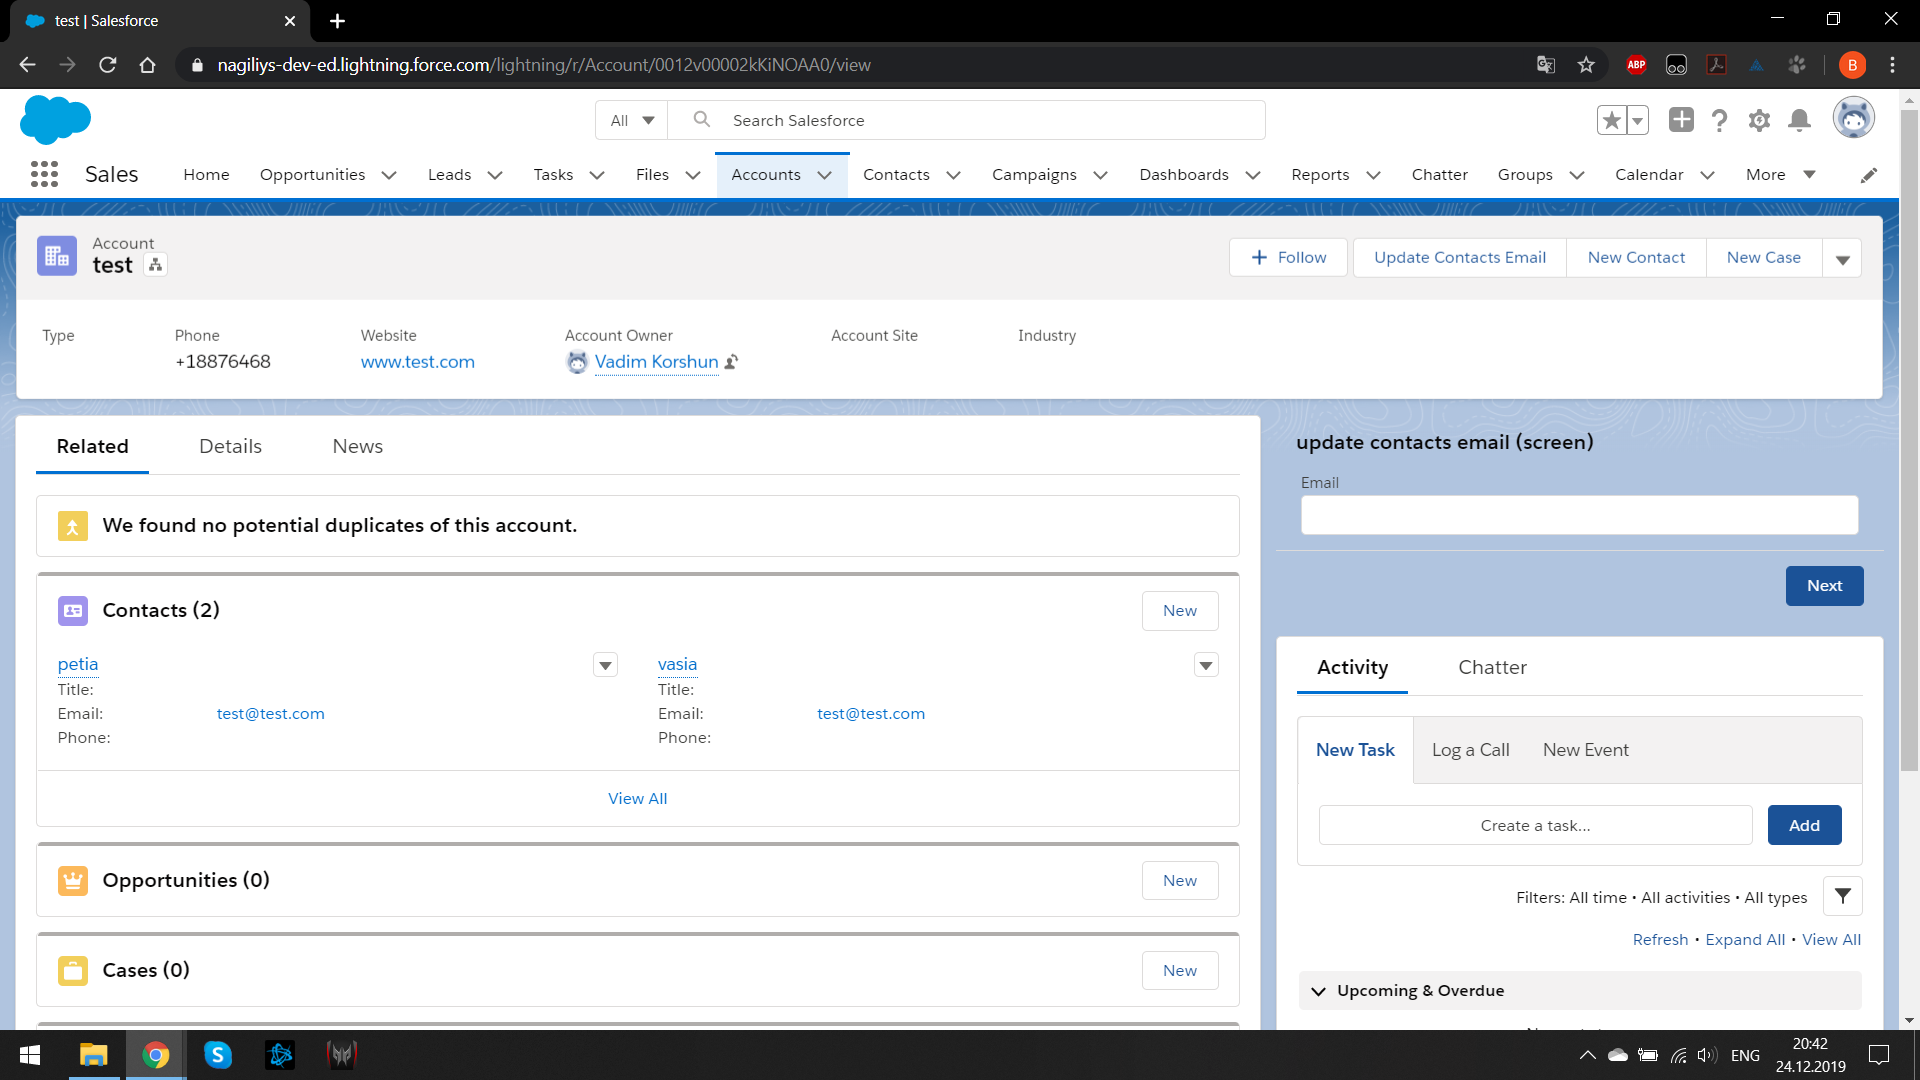 test | Salesforce
nagiliys-dev-ed.lightning.force.com/lightning/r/Account/0012v00002kKiNOAA0/view
ABP
B
All
Search Salesforce
Sales
Home
Opportunities
Leads
Tasks
Files
Accounts
Contacts
Campaigns
Dashboards
Reports
Chatter
Groups
Calendar
More
Account
test
Follow
Update Contacts Email
New Contact
New Case
Type
Phone
Website
Account Owner
Account Site
Industry
+18876468
www.test.com
Vadim Korshun
Related
Details
News
We found no potential duplicates of this account.
Contacts (2)
New
petia
Title:
Email: test@test.com
Phone:
vasia
Title:
Email: test@test.com
Phone:
View All
Opportunities (0)
New
Cases (0)
New
update contacts email (screen)
Email
Next
Activity
Chatter
New Task
Log a Call
New Event
Create a task...
Add
Filters: All time • All activities • All types
Refresh • Expand All • View All
Upcoming & Overdue
ENG
20:42
24.12.2019